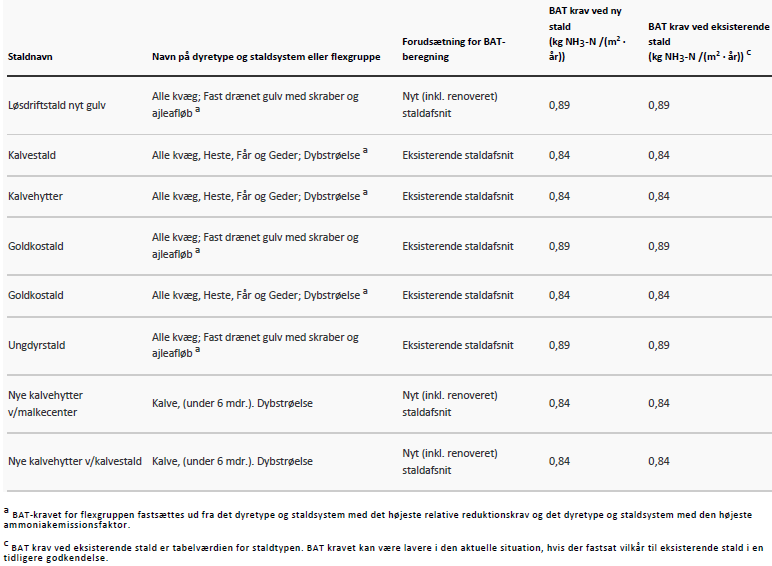 BAT krav ved ny
stald
(kg NH3-N /(m² ·
år))
BAT krav ved eksisterende
stald
(kg NH3-N /(m² · år)) c
Staldnavn
Navn på dyretype og staldsystem eller flexgruppe
Forudsætning for BAT-
beregning
Løsdriftstald nyt gulv
Alle kvæg; Fast drænet gulv med skraber og
ajleafløb a
Nyt (inkl. renoveret)
staldafsnit
0,89
0,89
Kalvestald
Alle kvæg, Heste, Får og Geder; Dybstrøelse a
Eksisterende staldafsnit
0,84
0,84
Kalvehytter
Alle kvæg, Heste, Får og Geder; Dybstrøelse a
Eksisterende staldafsnit
0,84
0,84
Goldkostald
Alle kvæg; Fast drænet gulv med skraber og
ajleafløb a
Eksisterende staldafsnit
0,89
0,89
Goldkostald
Alle kvæg, Heste, Får og Geder; Dybstrøelse a
Eksisterende staldafsnit
0,84
0,84
Ungdyrstald
Alle kvæg; Fast drænet gulv med skraber og
ajleafløb a
Eksisterende staldafsnit
0,89
0,89
Nye kalvehytter
v/malkecenter
Kalve, (under 6 mdr.). Dybstrøelse
Nyt (inkl. renoveret)
staldafsnit
0,84
0,84
Nye kalvehytter v/kalvestald
Kalve, (under 6 mdr.). Dybstrøelse
Nyt (inkl. renoveret)
staldafsnit
0,84
0,84
a BAT-kravet for flexgruppen fastsættes ud fra det dyretype og staldsystem med det højeste relative reduktionskrav og det dyretype og staldsystem med den højeste
ammoniakemissionsfaktor.
c BAT krav ved eksisterende stald er tabelværdien for staldtypen. BAT kravet kan være lavere i den aktuelle situation, hvis der fastsat vilkår til eksisterende stald i en
tidligere godkendelse.